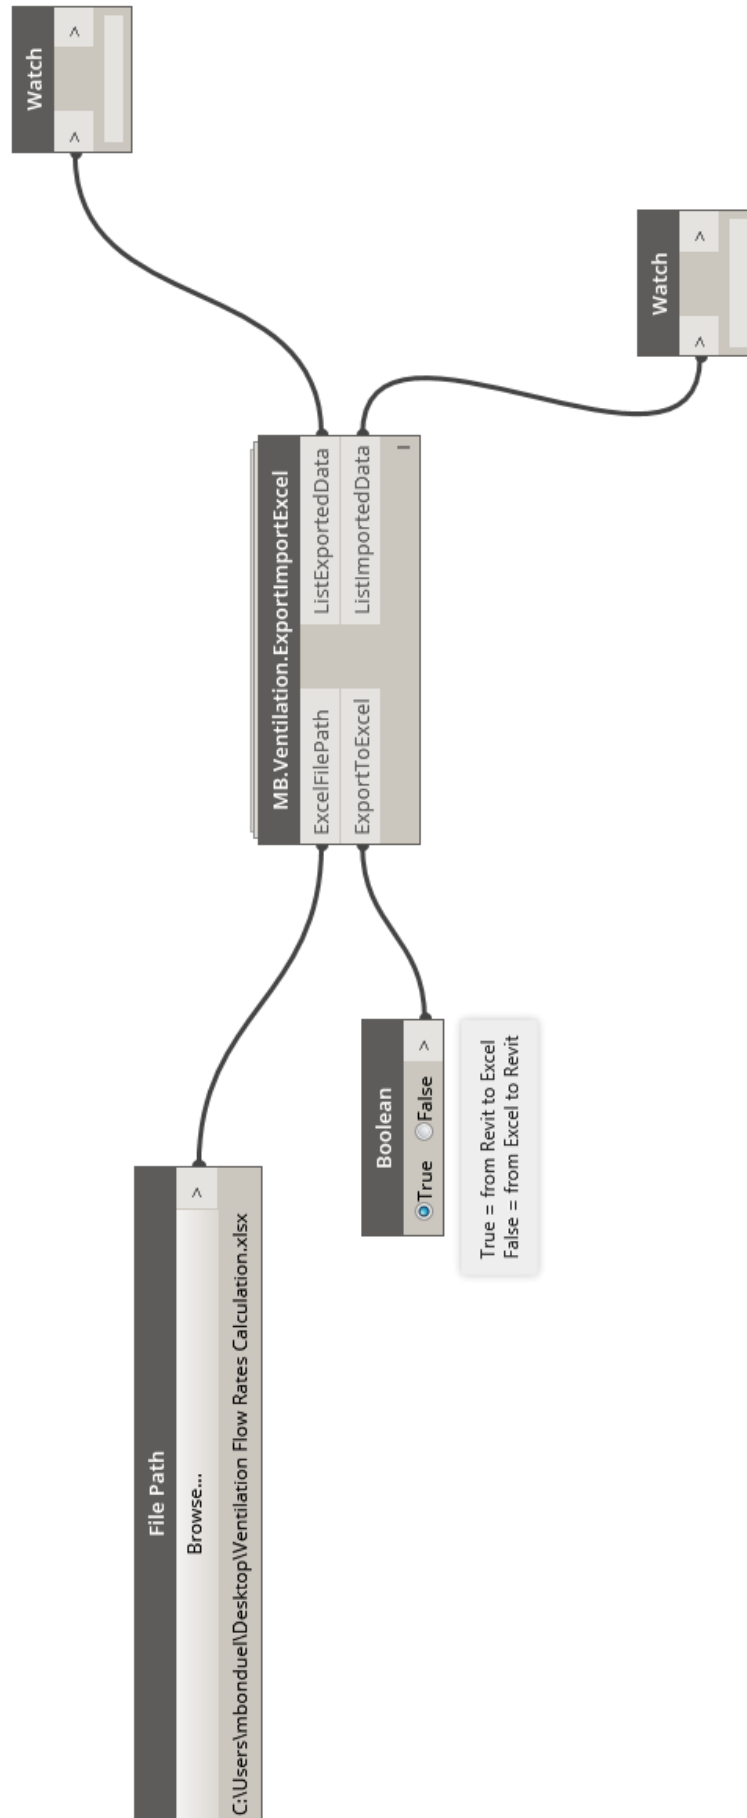 File Path
Browse...
>
C:\Users\mbonduel\Desktop\Ventilation Flow Rates Calculation.xlsx
Boolean
True False >
True = from Revit to Excel
False = from Excel to Revit
MB.Ventilation.ExportImportExcel
ExcelFilePath ListExportedData
ExportToExcel ListImportedData
I
Watch
> >
Watch
> >